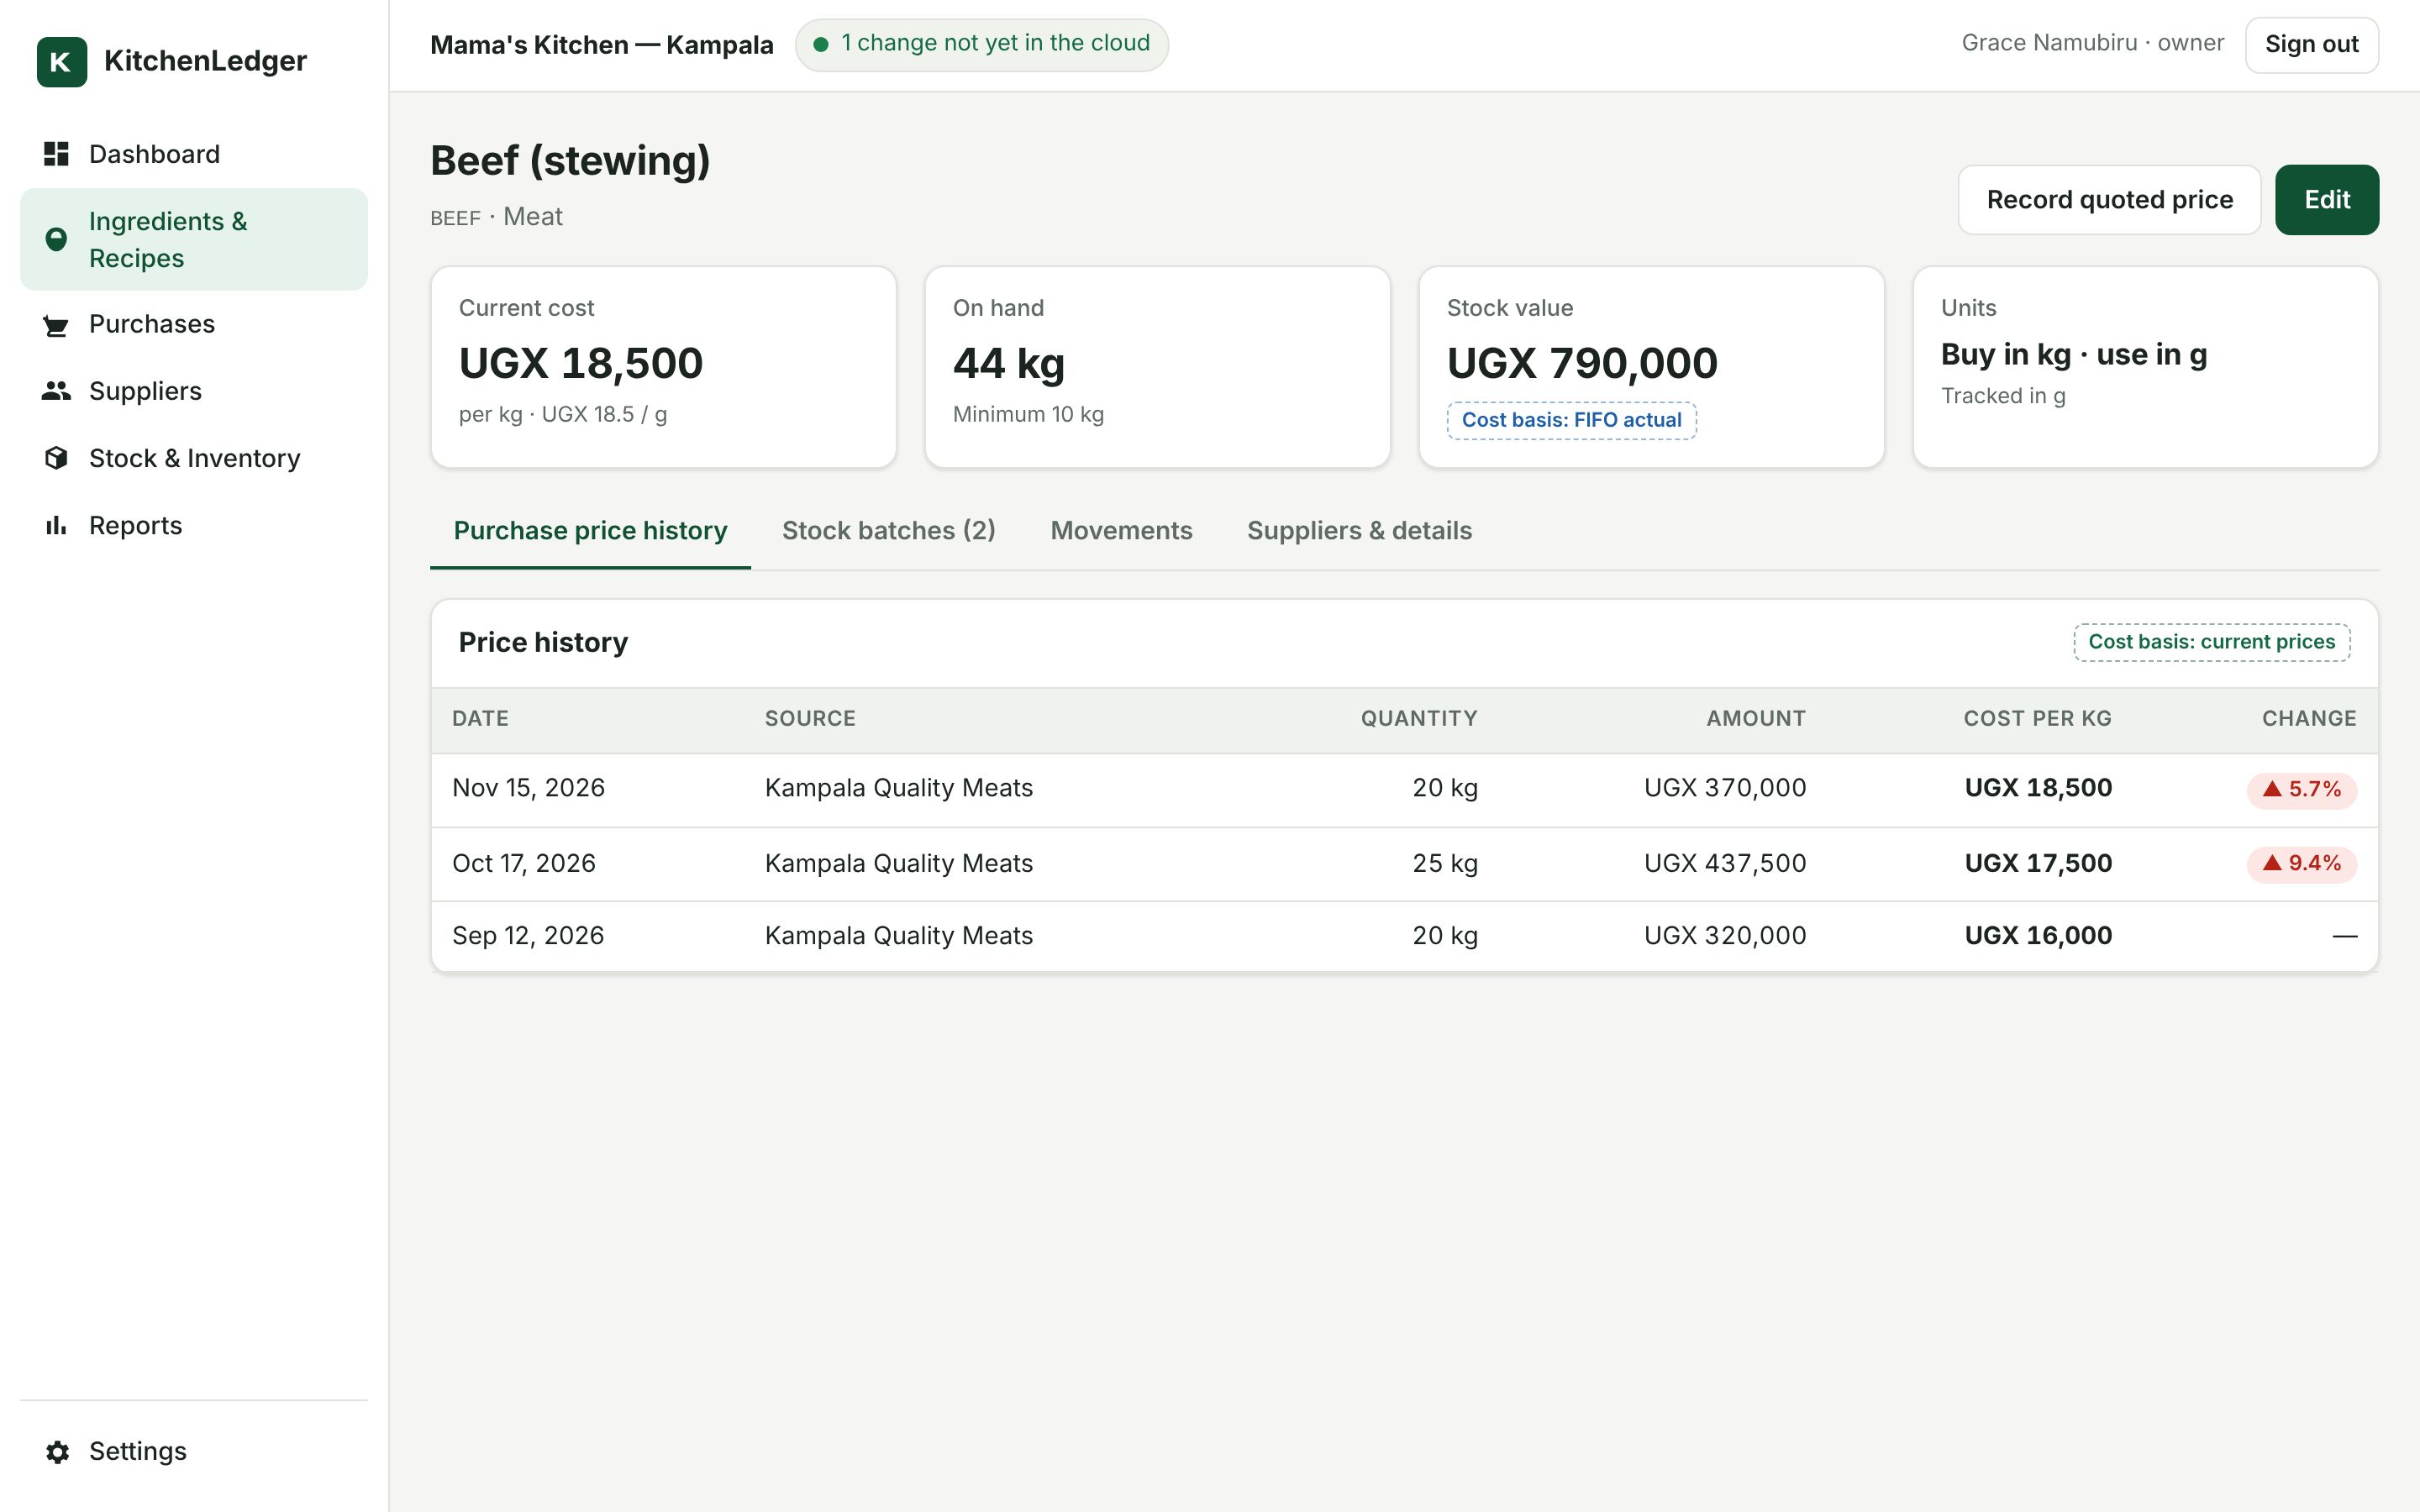 K KitchenLedger
Dashboard
Ingredients &
Recipes
Purchases
Suppliers
Stock & Inventory
Reports
Settings
Mama's Kitchen — Kampala
1 change not yet in the cloud
Grace Namubiru · owner
Sign out
Beef (stewing)
BEEF · Meat
Record quoted price
Edit
Current cost
UGX 18,500
per kg · UGX 18.5 / g
On hand
44 kg
Minimum 10 kg
Stock value
UGX 790,000
Cost basis: FIFO actual
Units
Buy in kg · use in g
Tracked in g
Purchase price history Stock batches (2) Movements Suppliers & details
Price history
Cost basis: current prices
DATE SOURCE QUANTITY AMOUNT COST PER KG CHANGE
Nov 15, 2026 Kampala Quality Meats 20 kg UGX 370,000 UGX 18,500 ▲ 5.7%
Oct 17, 2026 Kampala Quality Meats 25 kg UGX 437,500 UGX 17,500 ▲ 9.4%
Sep 12, 2026 Kampala Quality Meats 20 kg UGX 320,000 UGX 16,000 —